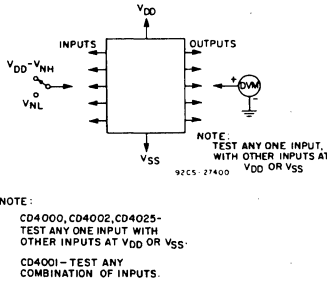 VDD
INPUTS
OUTPUTS
VDD-VNH
VNL
+
DVM
-
NOTE:
TEST ANY ONE INPUT,
WITH OTHER INPUTS AT
VDD OR VSS
VSS
92CS-27400
NOTE:
CD4000, CD4002, CD4025-
TEST ANY ONE INPUT WITH
OTHER INPUTS AT VDD OR VSS.
CD4001-TEST ANY
COMBINATION OF INPUTS.